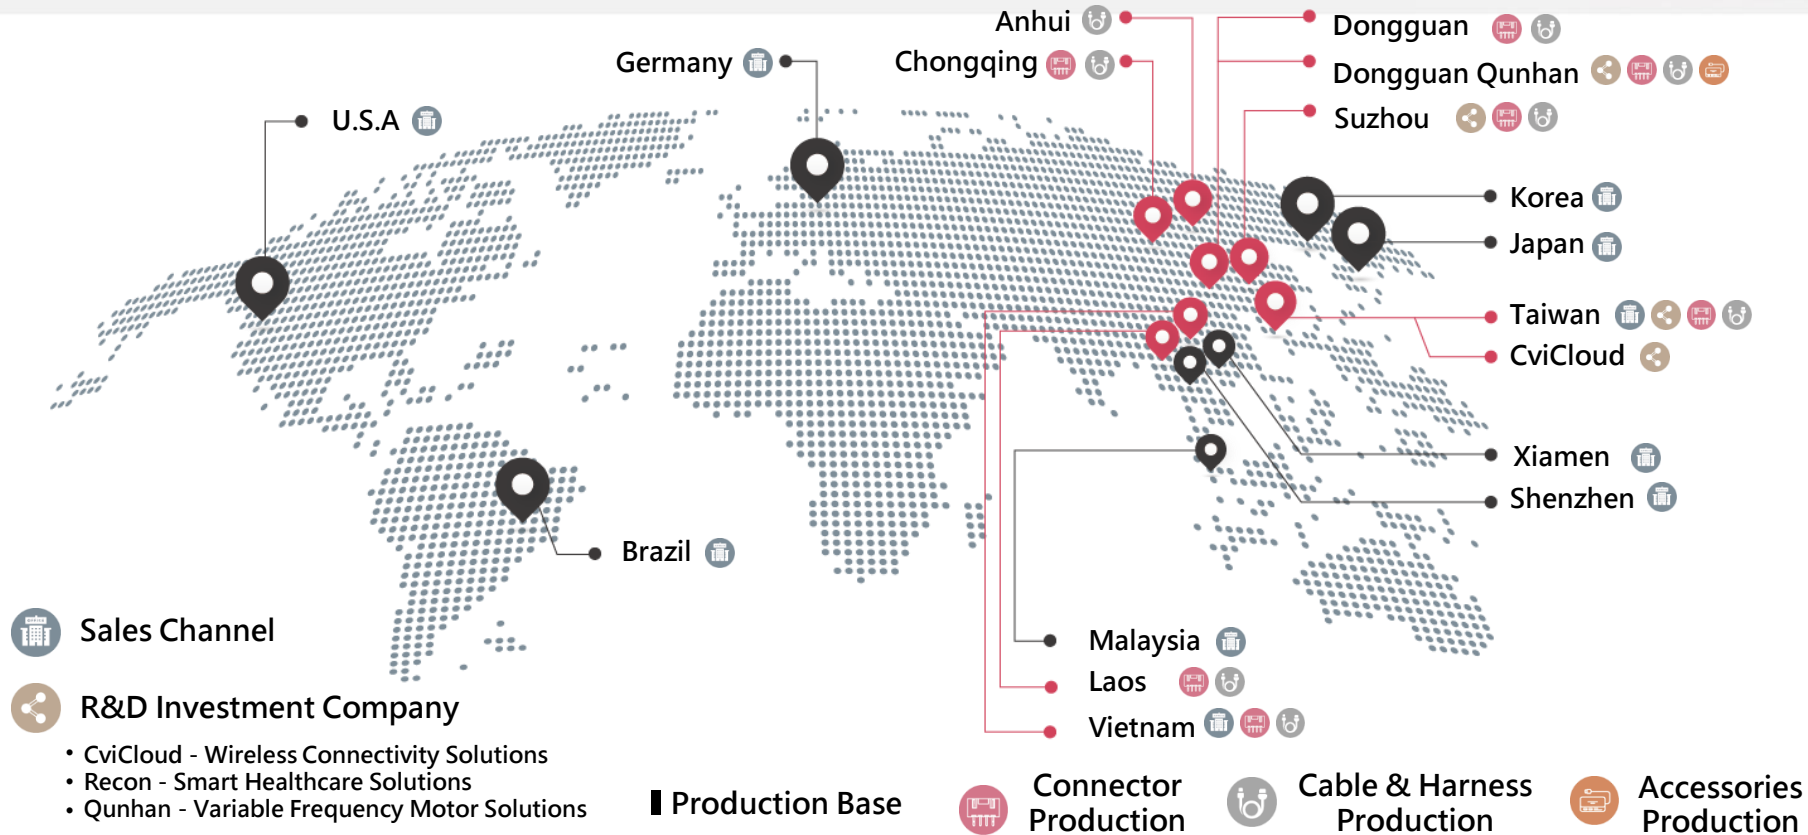 Anhui
Dongguan
Germany
Chongqing
Dongguan Qunhan
U.S.A
Suzhou
Korea
Japan
Taiwan
CviCloud
Xiamen
Shenzhen
Brazil
Sales Channel
Malaysia
Laos
Vietnam
R&D Investment Company
• CviCloud - Wireless Connectivity Solutions
• Recon - Smart Healthcare Solutions
• Qunhan - Variable Frequency Motor Solutions
Production Base
Connector
Production
Cable & Harness
Production
Accessories
Production